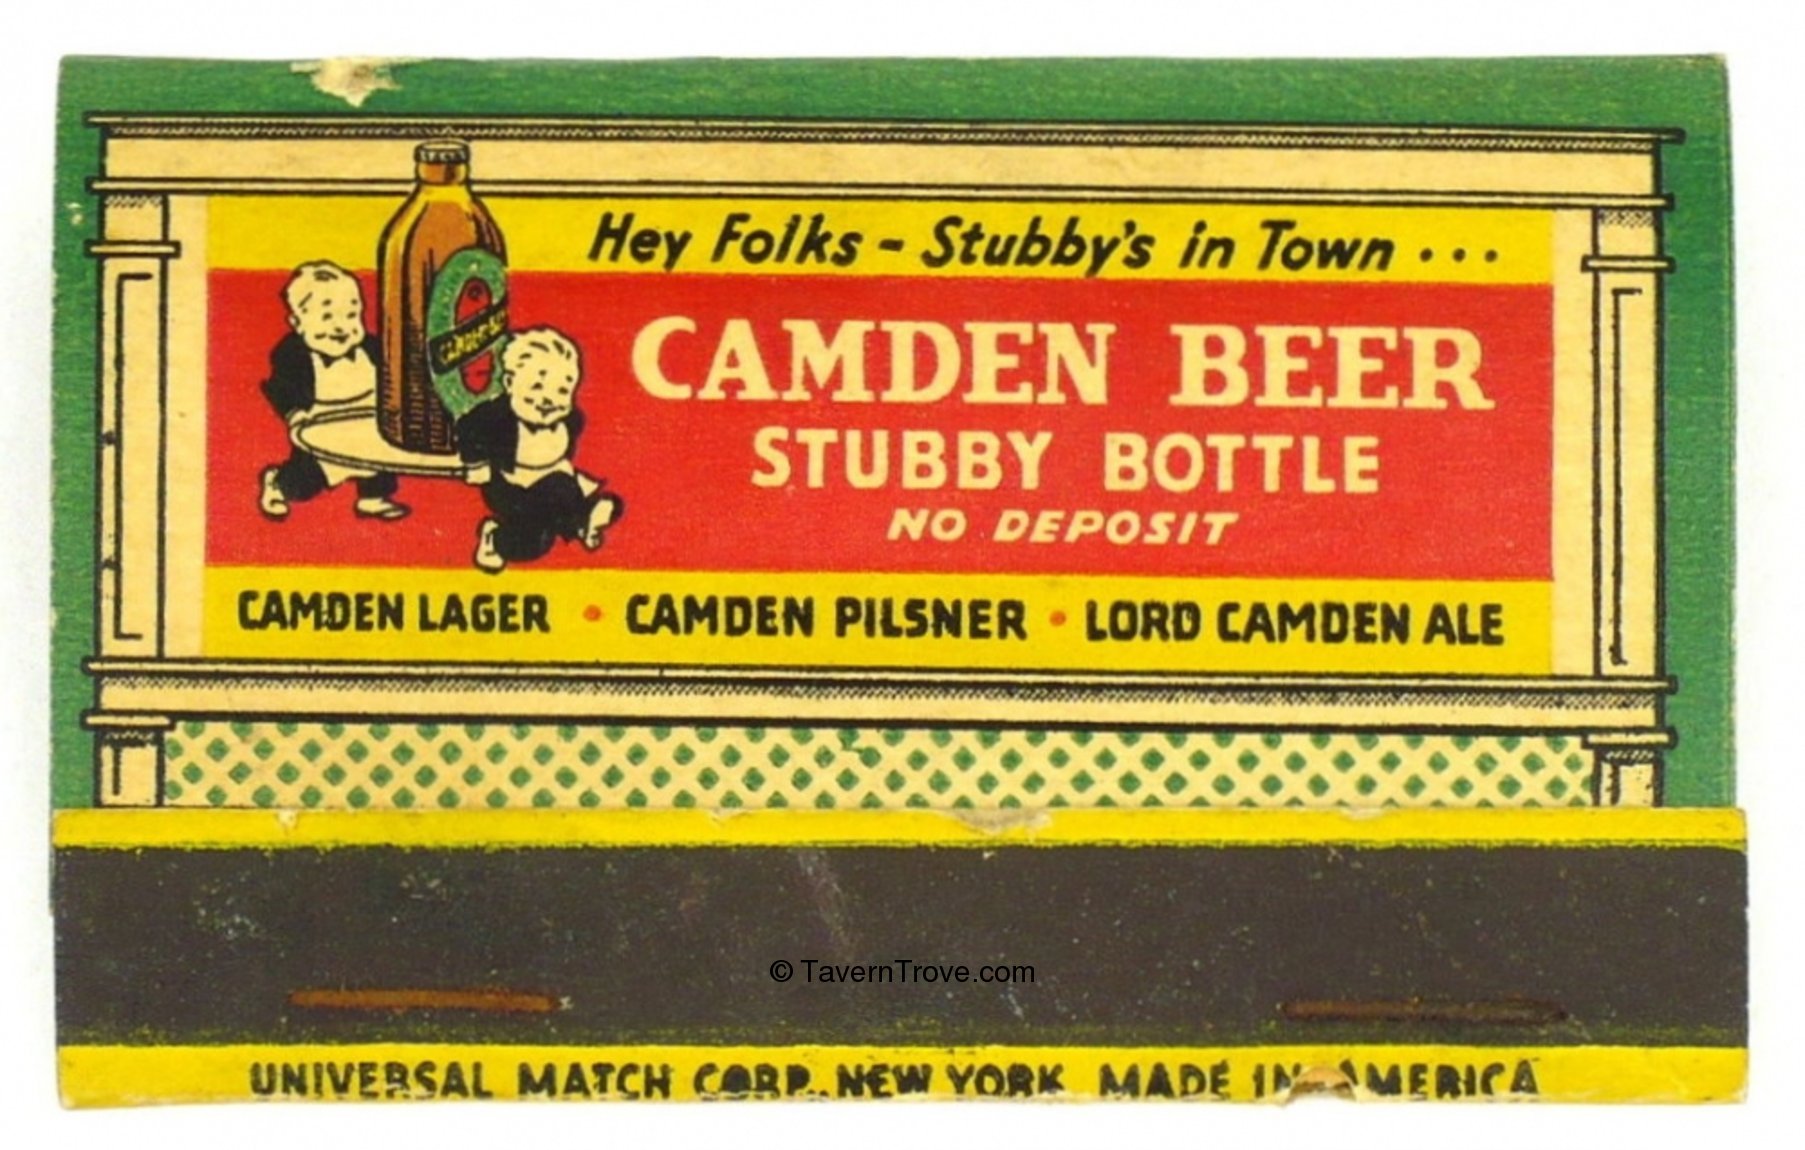 Hey Folks - Stubby's in Town ...
CAMDEN BEER
STUBBY BOTTLE
NO DEPOSIT
CAMDEN LAGER • CAMDEN PILSNER • LORD CAMDEN ALE
© TavernTrove.com
UNIVERSAL MATCH CORP., NEW YORK MADE IN AMERICA